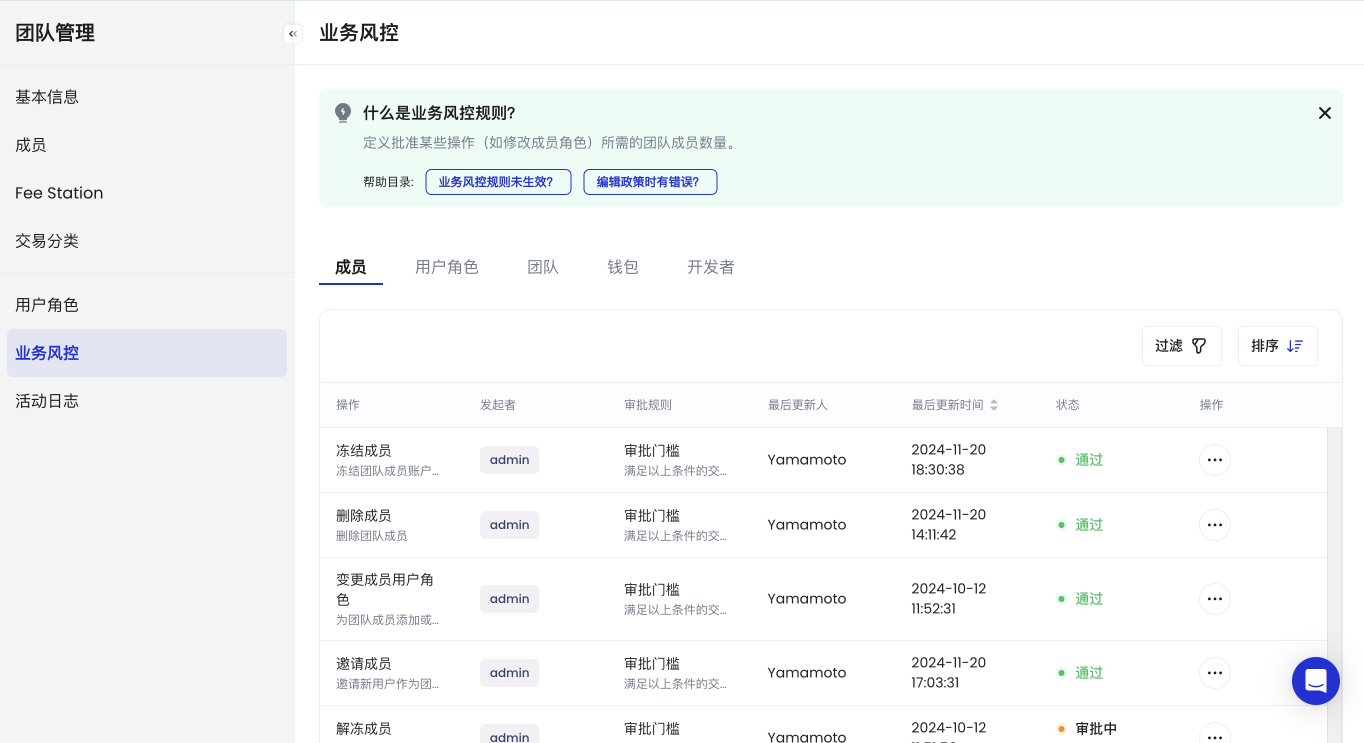 团队管理
业务风控
基本信息
成员
Fee Station
交易分类
用户角色
业务风控
活动日志
什么是业务风控规则?
定义批准某些操作（如修改成员角色）所需的团队成员数量。
帮助目录: 业务风控规则未生效? 编辑政策时有错误?
成员 用户角色 团队 钱包 开发者
过滤 排序
操作 发起者 审批规则 最后更新人 最后更新时间 状态 操作
冻结成员
冻结团队成员账户...
admin
审批门槛
满足以上条件的交...
Yamamoto
2024-11-20
18:30:38
通过
删除成员
删除团队成员
admin
审批门槛
满足以上条件的交...
Yamamoto
2024-11-20
14:11:42
通过
变更成员用户角
色
为团队成员添加或...
admin
审批门槛
满足以上条件的交...
Yamamoto
2024-10-12
11:52:31
通过
邀请成员
邀请新用户作为团...
admin
审批门槛
满足以上条件的交...
Yamamoto
2024-11-20
17:03:31
通过
解冻成员
admin
审批门槛
Yamamoto
2024-10-12
审批中